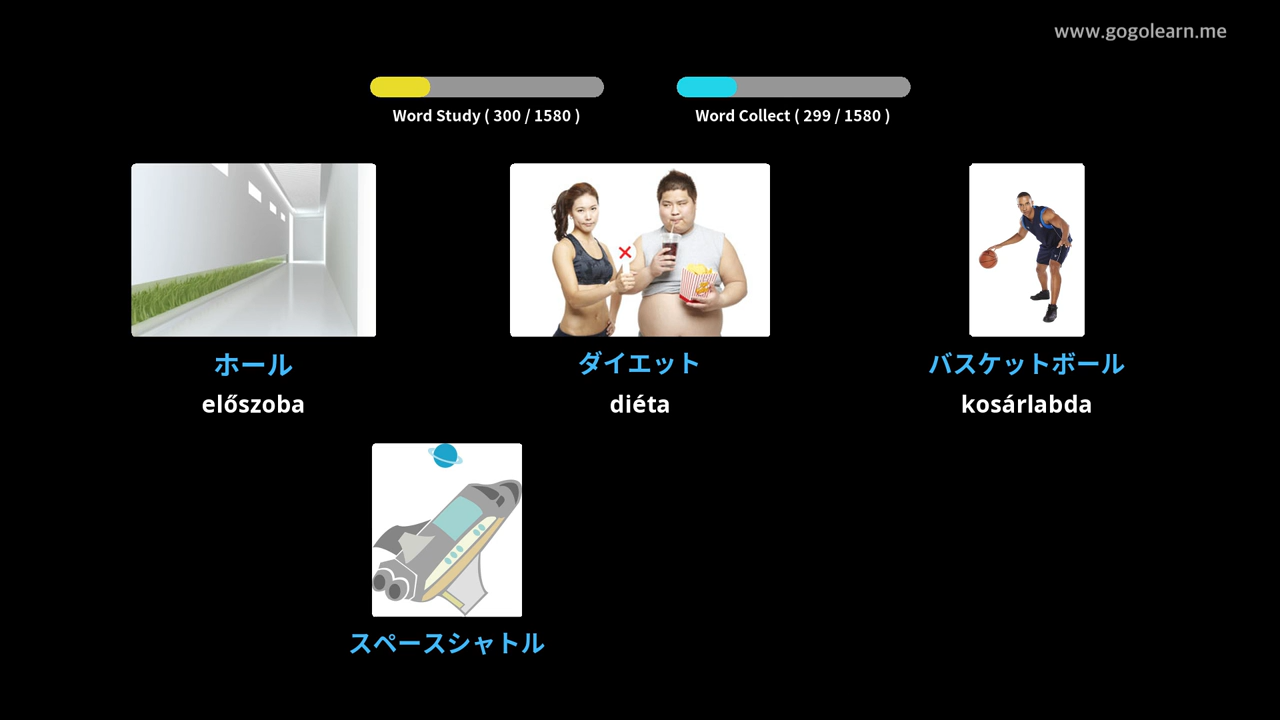 www.gogolearn.me
Word Study ( 300 / 1580 )
Word Collect ( 299 / 1580 )
ホール
ダイエット
バスケットボール
előszoba
diéta
kosárlabda
スペースシャトル